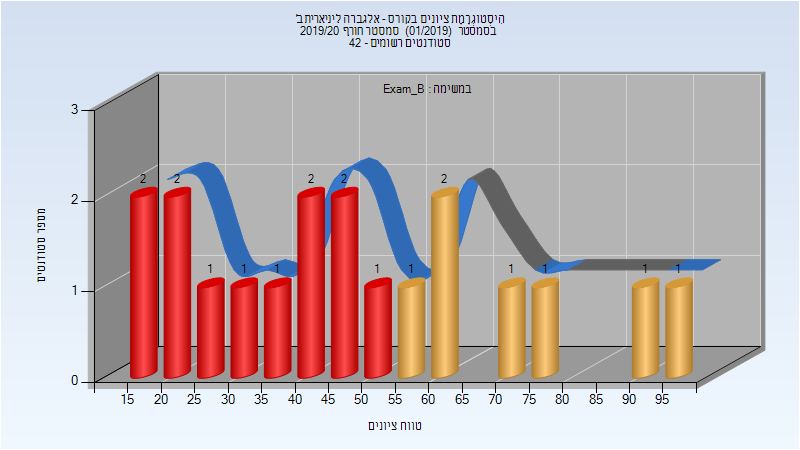 היסטוגרמת ציונים בקורס - אלגברה ליניארית ב'
בסמסטר (01/2019) סמסטר חורף 2019/20
סטודנטים רשומים - 42
במשימה : Exam_B
מספר סטודנטים
3
2
1
0
2 2 1 1 1 2 2 1 1 2 1 1 1 1
15 20 25 30 35 40 45 50 55 60 65 70 75 80 85 90 95
טווח ציונים